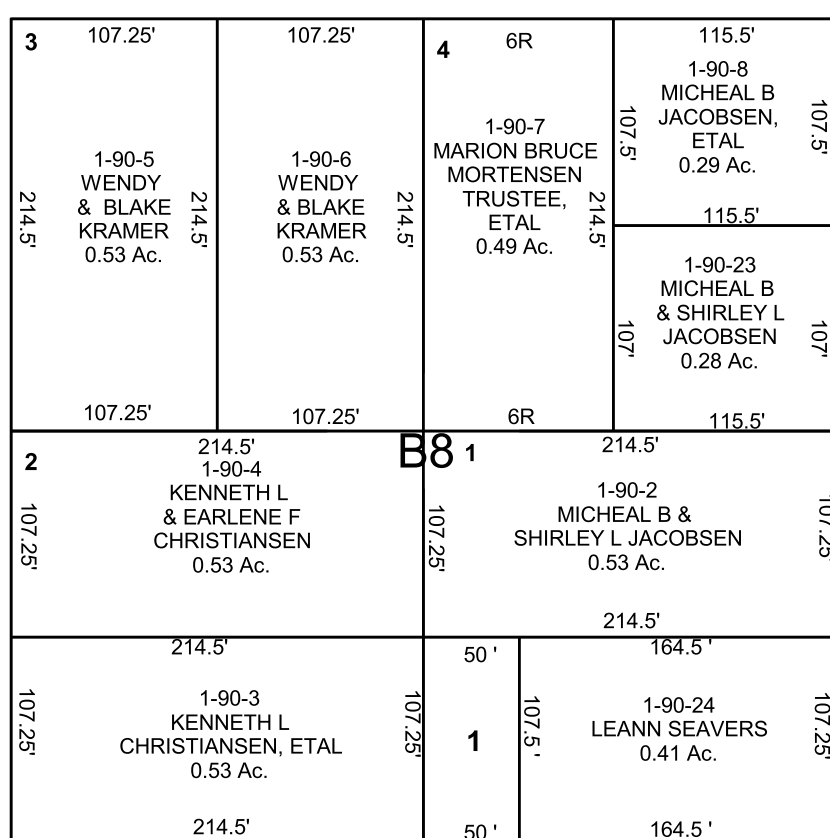 3
107.25'
107.25'
1-90-5
WENDY
& BLAKE
KRAMER
0.53 Ac.
214.5'
214.5'
1-90-6
WENDY
& BLAKE
KRAMER
0.53 Ac.
214.5'
107.25'
107.25'
4
6R
1-90-7
MARION BRUCE
MORTENSEN
TRUSTEE,
ETAL
0.49 Ac.
214.5'
6R
115.5'
1-90-8
MICHEAL B
JACOBSEN,
ETAL
0.29 Ac.
107.5'
107.5'
115.5'
1-90-23
MICHEAL B
& SHIRLEY L
JACOBSEN
0.28 Ac.
107'
107'
115.5'
B8
2
214.5'
1-90-4
KENNETH L
& EARLENE F
CHRISTIANSEN
0.53 Ac.
107.25'
107.25'
1
214.5'
1-90-2
MICHEAL B &
SHIRLEY L JACOBSEN
0.53 Ac.
107.25'
214.5'
214.5'
1-90-3
KENNETH L
CHRISTIANSEN, ETAL
0.53 Ac.
107.25'
107.25'
214.5'
50 '
1
107.5 '
50 '
164.5 '
1-90-24
LEANN SEAVERS
0.41 Ac.
107.25'
164.5 '